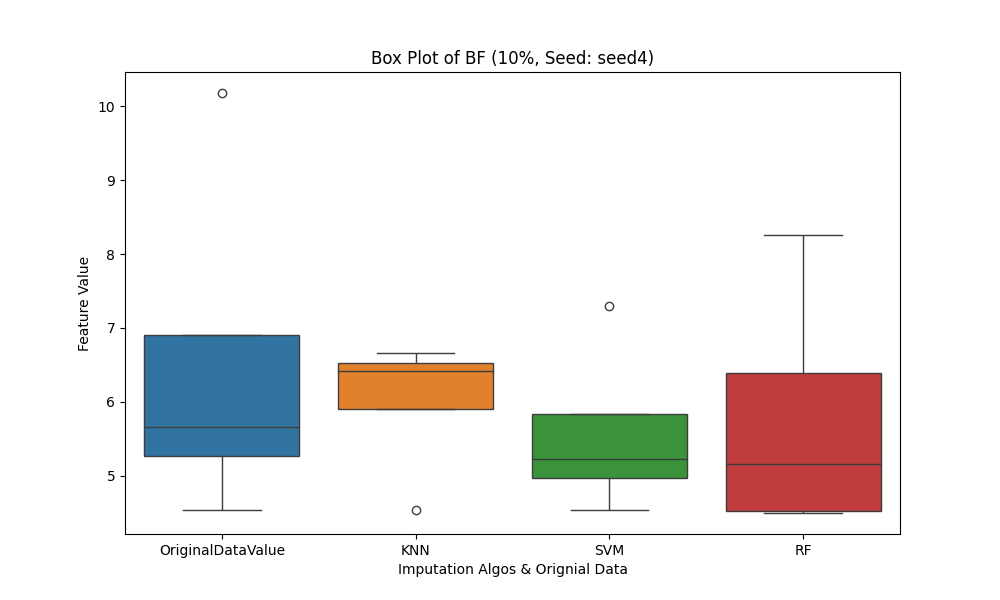 Box Plot of BF (10%, Seed: seed4)
Feature Value
10
9
8
7
6
5
OriginalDataValue KNN SVM RF
Imputation Algos & Orignial Data